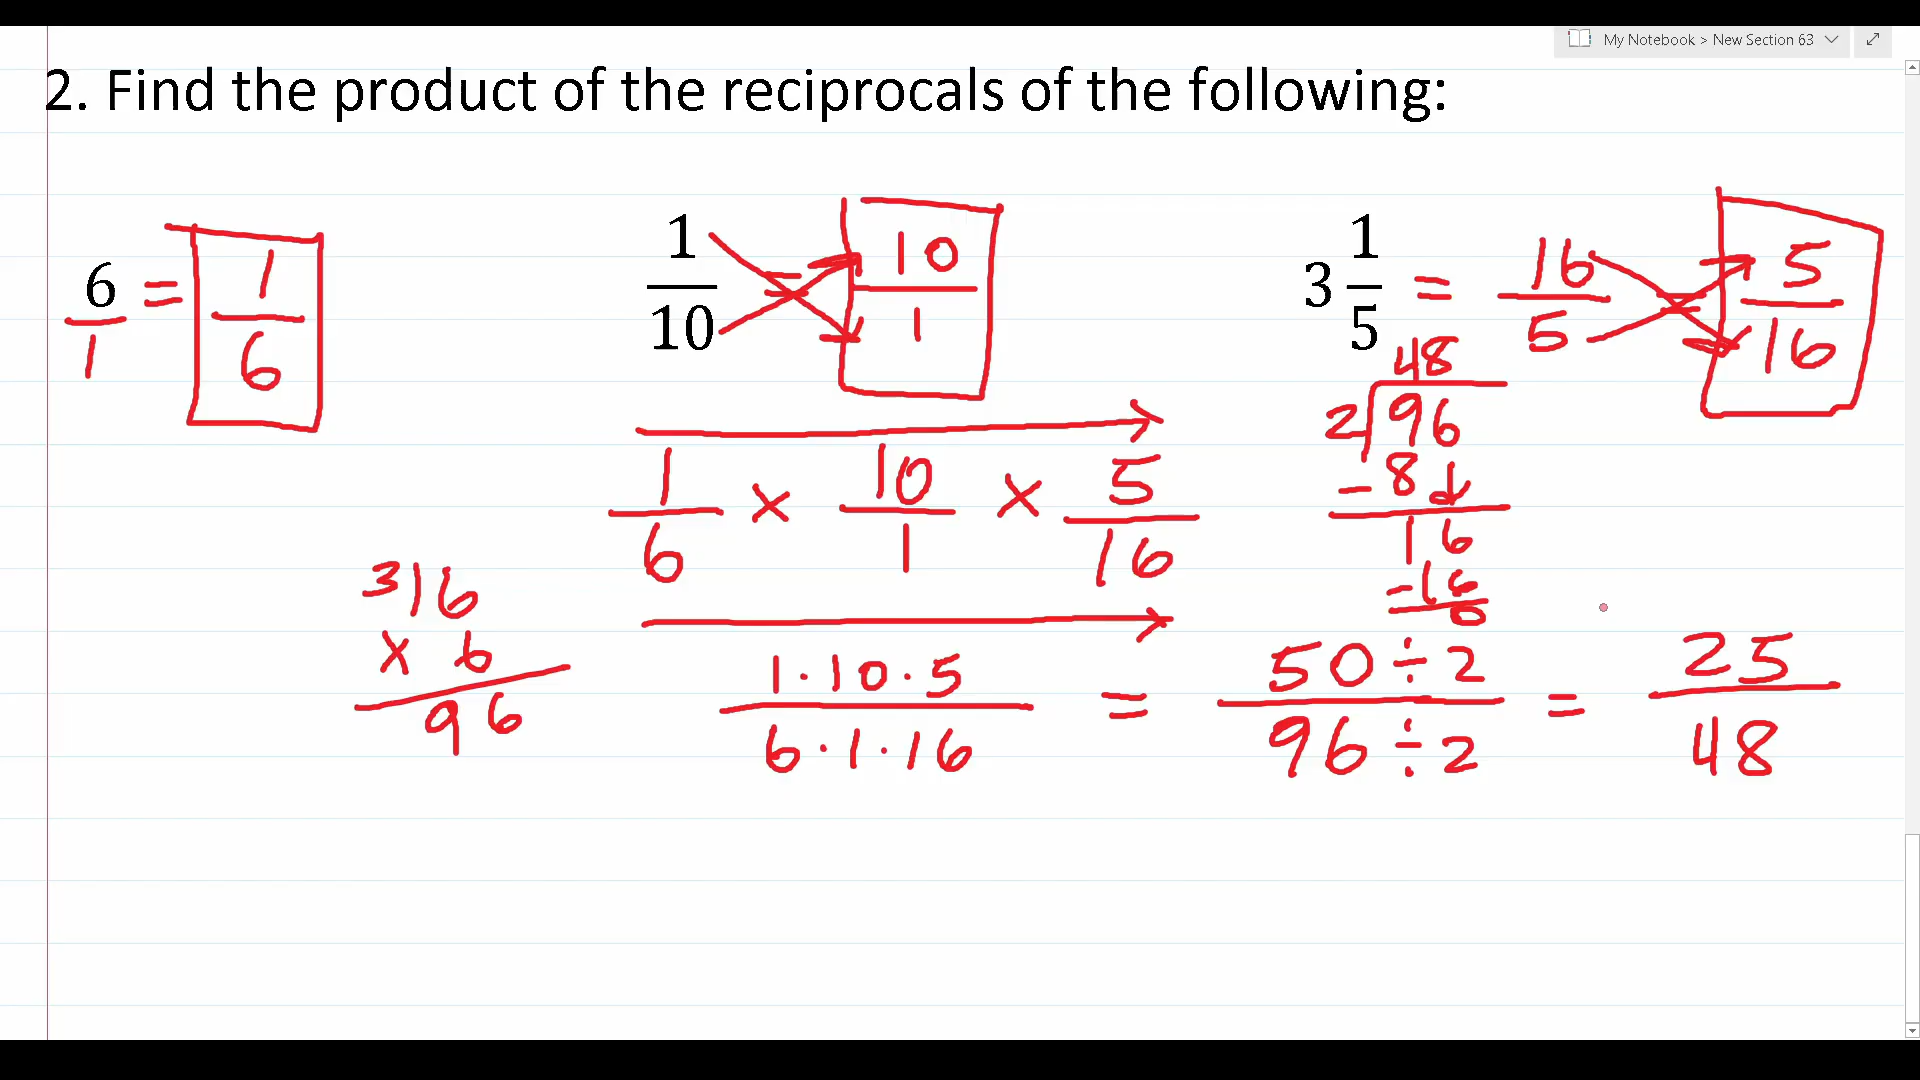 My Notebook > New Section 63
2. Find the product of the reciprocals of the following:
6/1 = 1/6
1/10 = 10/1
3 1/5 = 16/5 = 5/16
1/6 × 10/1 × 5/16
3 16
× 6
96
48
2 96
- 8
16
- 16
0
1·10·5 / 6·1·16 = 50÷2 / 96÷2 = 25/48